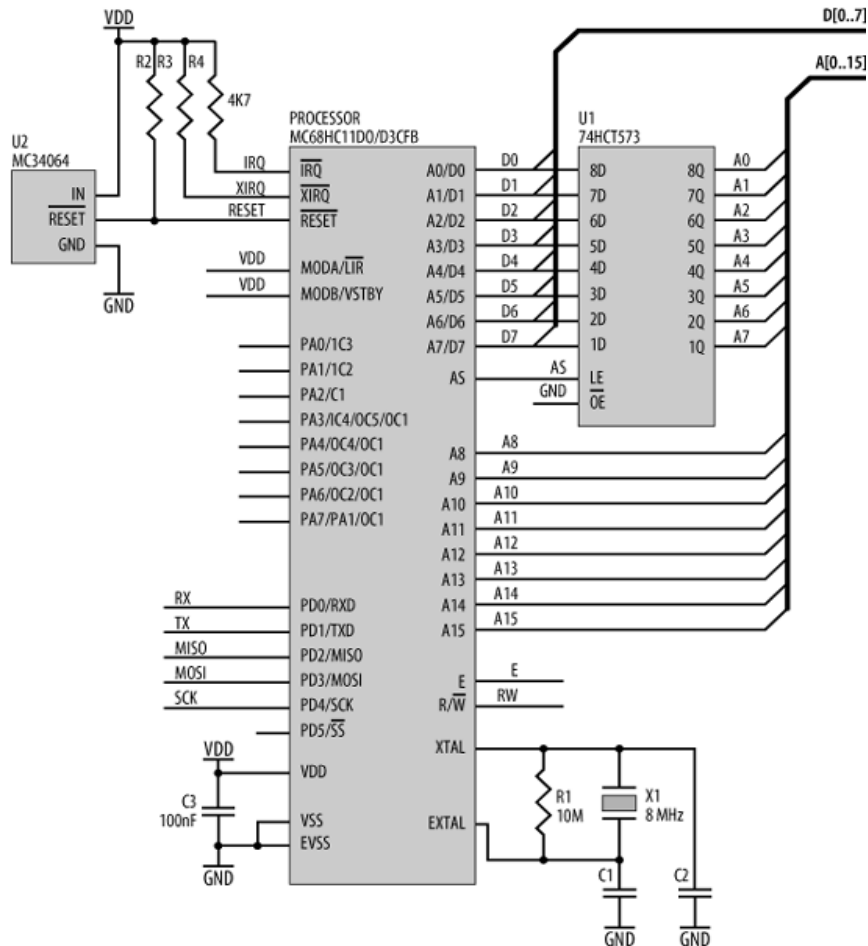 VDD
D[0..7]
A[0..15]
R2 R3 R4
4K7
U2
MC34064
IN
RESET
GND
GND
IRQ
XIRQ
RESET
VDD
VDD
PROCESSOR
MC68HC11D0/D3CFB
IRQ
XIRQ
RESET
MODA/LIR
MODB/VSTBY
PA0/1C3
PA1/1C2
PA2/C1
PA3/IC4/OC5/OC1
PA4/OC4/OC1
PA5/OC3/OC1
PA6/OC2/OC1
PA7/PA1/OC1
RX
TX
MISO
MOSI
SCK
PD0/RXD
PD1/TXD
PD2/MISO
PD3/MOSI
PD4/SCK
PD5/SS
VDD
VDD
C3
100nF
VSS
EVSS
GND
A0/D0
A1/D1
A2/D2
A3/D3
A4/D4
A5/D5
A6/D6
A7/D7
AS
A8
A9
A10
A11
A12
A13
A14
A15
E
R/W
XTAL
EXTAL
D0
D1
D2
D3
D4
D5
D6
D7
AS
GND
U1
74HCT573
8D
7D
6D
5D
4D
3D
2D
1D
LE
OE
8Q
7Q
6Q
5Q
4Q
3Q
2Q
1Q
A0
A1
A2
A3
A4
A5
A6
A7
A8
A9
A10
A11
A12
A13
A14
A15
E
RW
R1
10M
X1
8 MHz
C1
C2
GND
GND